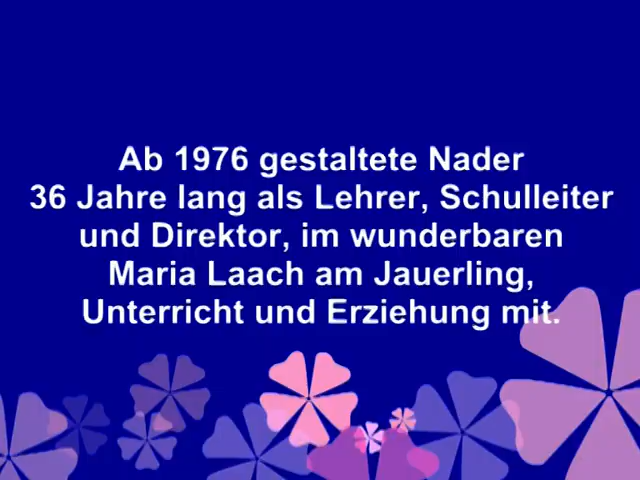 Ab 1976 gestaltete Nader
36 Jahre lang als Lehrer, Schulleiter
und Direktor, im wunderbaren
Maria Laach am Jauerling,
Unterricht und Erziehung mit.